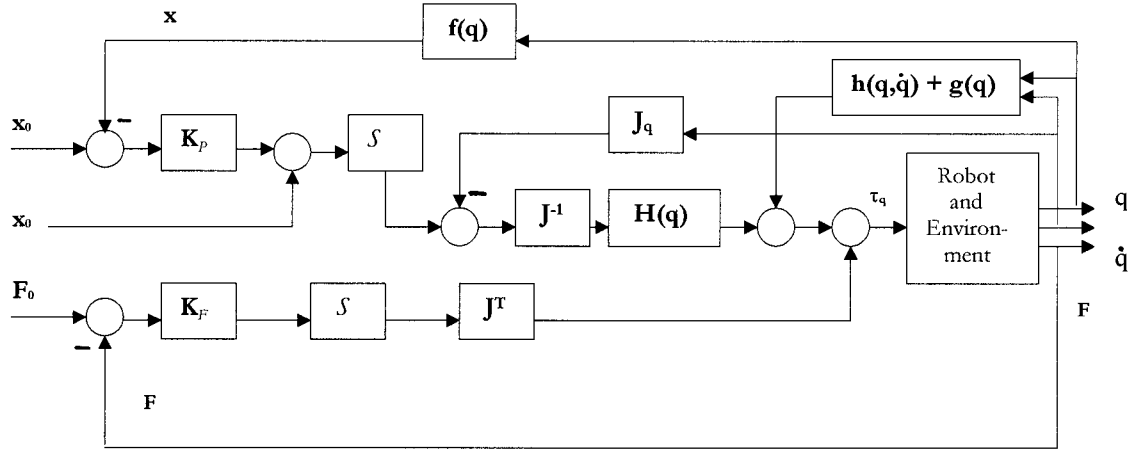 x
f(q)
h(q,q̇) + g(q)
x₀
–
K_P
S
J_q
–
x₀
J⁻¹
H(q)
τ_q
Robot
and
Environ-
ment
q
q̇
F₀
K_F
S
Jᵀ
F
–
F